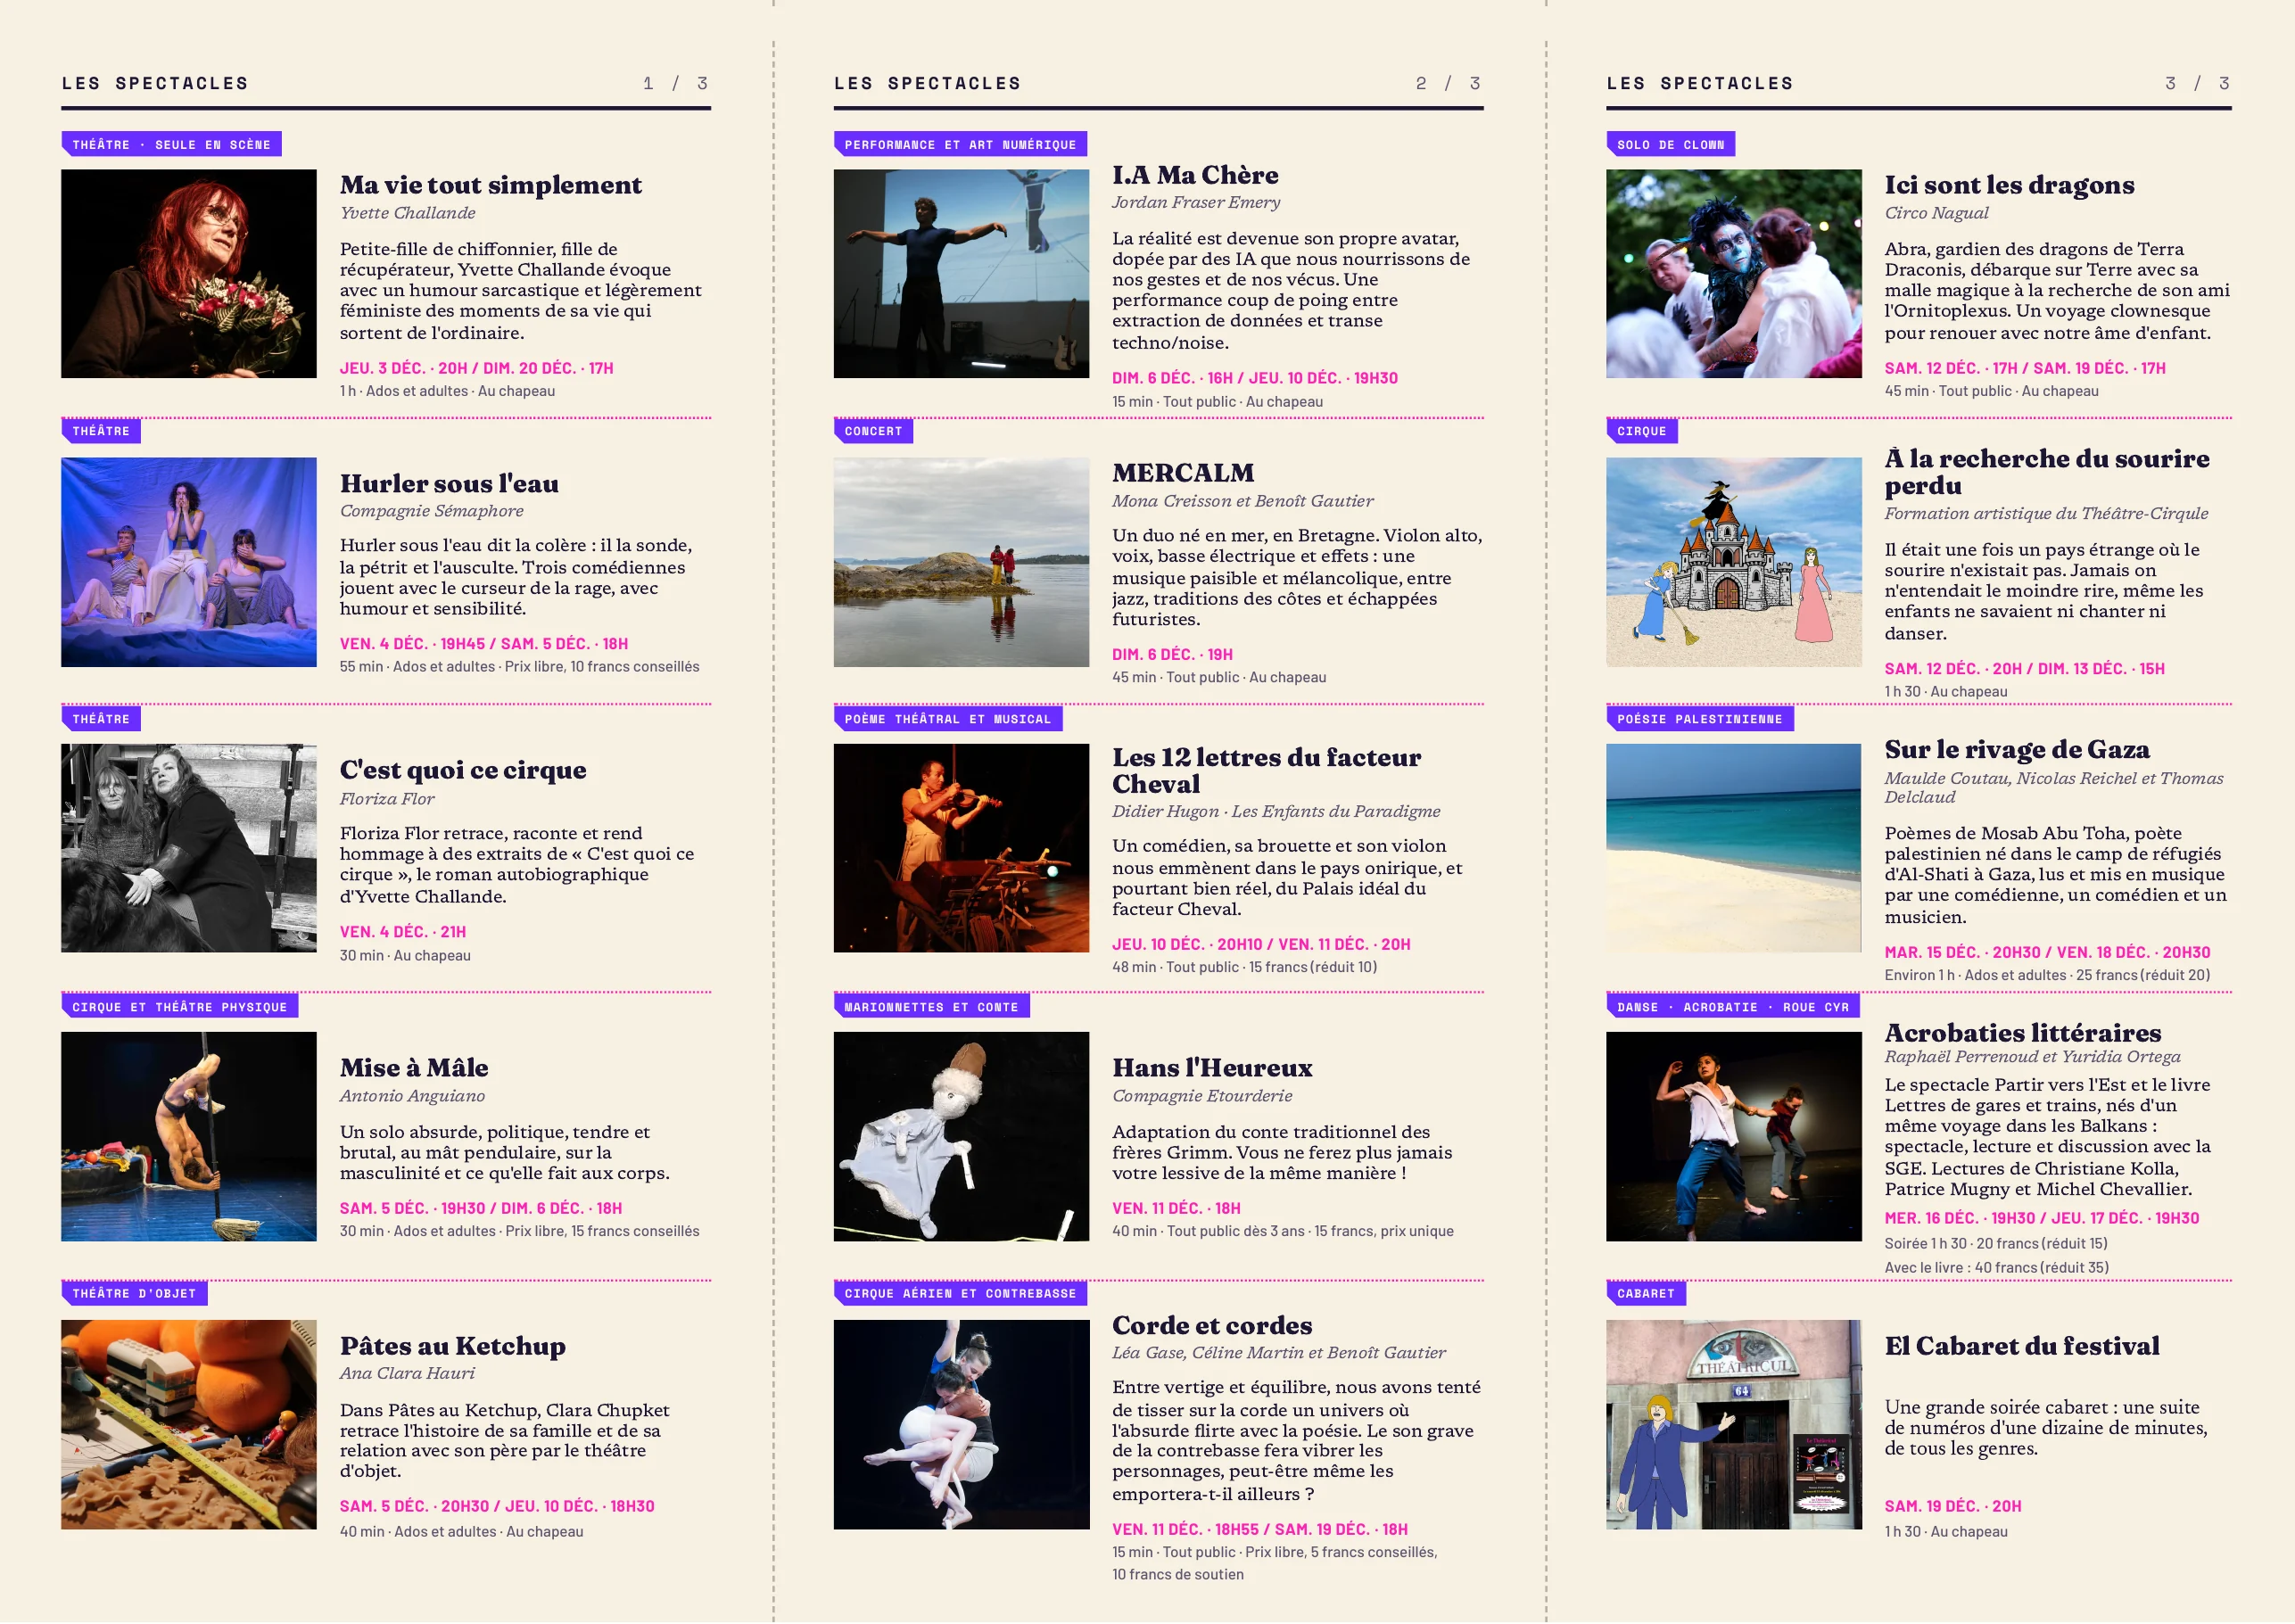 LES SPECTACLES
1 / 3
THÉÂTRE · SEULE EN SCÈNE
Ma vie tout simplement
Yvette Challande
Petite-fille de chiffonnier, fille de
récupérateur, Yvette Challande évoque
avec un humour sarcastique et légèrement
féministe des moments de sa vie qui
sortent de l'ordinaire.
JEU. 3 DÉC. · 20H / DIM. 20 DÉC. · 17H
1 h · Ados et adultes · Au chapeau
THÉÂTRE
Hurler sous l'eau
Compagnie Sémaphore
Hurler sous l'eau dit la colère : il la sonde,
la pétrit et l'ausculte. Trois comédiennes
jouent avec le curseur de la rage, avec
humour et sensibilité.
VEN. 4 DÉC. · 19H45 / SAM. 5 DÉC. · 18H
55 min · Ados et adultes · Prix libre, 10 francs conseillés
THÉÂTRE
C'est quoi ce cirque
Floriza Flor
Floriza Flor retrace, raconte et rend
hommage à des extraits de « C'est quoi ce
cirque », le roman autobiographique
d'Yvette Challande.
VEN. 4 DÉC. · 21H
30 min · Au chapeau
CIRQUE ET THÉÂTRE PHYSIQUE
Mise à Mâle
Antonio Anguiano
Un solo absurde, politique, tendre et
brutal, au mât pendulaire, sur la
masculinité et ce qu'elle fait aux corps.
SAM. 5 DÉC. · 19H30 / DIM. 6 DÉC. · 18H
30 min · Ados et adultes · Prix libre, 15 francs conseillés
THÉÂTRE D'OBJET
Pâtes au Ketchup
Ana Clara Hauri
Dans Pâtes au Ketchup, Clara Chupket
retrace l'histoire de sa famille et de sa
relation avec son père par le théâtre
d'objet.
SAM. 5 DÉC. · 20H30 / JEU. 10 DÉC. · 18H30
40 min · Ados et adultes · Au chapeau
LES SPECTACLES
2 / 3
PERFORMANCE ET ART NUMÉRIQUE
I.A Ma Chère
Jordan Fraser Emery
La réalité est devenue son propre avatar,
dopée par des IA que nous nourrissons de
nos gestes et de nos vécus. Une
performance coup de poing entre
extraction de données et transe
techno/noise.
DIM. 6 DÉC. · 16H / JEU. 10 DÉC. · 19H30
15 min · Tout public · Au chapeau
CONCERT
MERCALM
Mona Creisson et Benoît Gautier
Un duo né en mer, en Bretagne. Violon alto,
voix, basse électrique et effets : une
musique paisible et mélancolique, entre
jazz, traditions des côtes et échappées
futuristes.
DIM. 6 DÉC. · 19H
45 min · Tout public · Au chapeau
POÈME THÉÂTRAL ET MUSICAL
Les 12 lettres du facteur
Cheval
Didier Hugon · Les Enfants du Paradigme
Un comédien, sa brouette et son violon
nous emmènent dans le pays onirique, et
pourtant bien réel, du Palais idéal du
facteur Cheval.
JEU. 10 DÉC. · 20H10 / VEN. 11 DÉC. · 20H
48 min · Tout public · 15 francs (réduit 10)
MARIONNETTES ET CONTE
Hans l'Heureux
Compagnie Etourderie
Adaptation du conte traditionnel des
frères Grimm. Vous ne ferez plus jamais
votre lessive de la même manière !
VEN. 11 DÉC. · 18H
40 min · Tout public dès 3 ans · 15 francs, prix unique
CIRQUE AÉRIEN ET CONTREBASSE
Corde et cordes
Léa Gase, Céline Martin et Benoît Gautier
Entre vertige et équilibre, nous avons tenté
de tisser sur la corde un univers où
l'absurde flirte avec la poésie. Le son grave
de la contrebasse fera vibrer les
personnages, peut-être même les
emportera-t-il ailleurs ?
VEN. 11 DÉC. · 18H55 / SAM. 19 DÉC. · 18H
15 min · Tout public · Prix libre, 5 francs conseillés,
10 francs de soutien
LES SPECTACLES
3 / 3
SOLO DE CLOWN
Ici sont les dragons
Circo Nagual
Abra, gardien des dragons de Terra
Draconis, débarque sur Terre avec sa
malle magique à la recherche de son ami
l'Ornitoplexus. Un voyage clownesque
pour renouer avec notre âme d'enfant.
SAM. 12 DÉC. · 17H / SAM. 19 DÉC. · 17H
45 min · Tout public · Au chapeau
CIRQUE
À la recherche du sourire
perdu
Formation artistique du Théâtre-Cirqule
Il était une fois un pays étrange où le
sourire n'existait pas. Jamais on
n'entendait le moindre rire, même les
enfants ne savaient ni chanter ni
danser.
SAM. 12 DÉC. · 20H / DIM. 13 DÉC. · 15H
1 h 30 · Au chapeau
POÉSIE PALESTINIENNE
Sur le rivage de Gaza
Maulde Coutau, Nicolas Reichel et Thomas
Delclaud
Poèmes de Mosab Abu Toha, poète
palestinien né dans le camp de réfugiés
d'Al-Shati à Gaza, lus et mis en musique
par une comédienne, un comédien et un
musicien.
MAR. 15 DÉC. · 20H30 / VEN. 18 DÉC. · 20H30
Environ 1 h · Ados et adultes · 25 francs (réduit 20)
DANSE · ACROBATIE · ROUE CYR
Acrobaties littéraires
Raphaël Perrenoud et Yuridia Ortega
Le spectacle Partir vers l'Est et le livre
Lettres de gares et trains, nés d'un
même voyage dans les Balkans :
spectacle, lecture et discussion avec la
SGE. Lectures de Christiane Kolla,
Patrice Mugny et Michel Chevallier.
MER. 16 DÉC. · 19H30 / JEU. 17 DÉC. · 19H30
Soirée 1 h 30 · 20 francs (réduit 15)
Avec le livre : 40 francs (réduit 35)
CABARET
THÉÂTRICUL
64
El Cabaret du festival
Une grande soirée cabaret : une suite
de numéros d'une dizaine de minutes,
de tous les genres.
SAM. 19 DÉC. · 20H
1 h 30 · Au chapeau